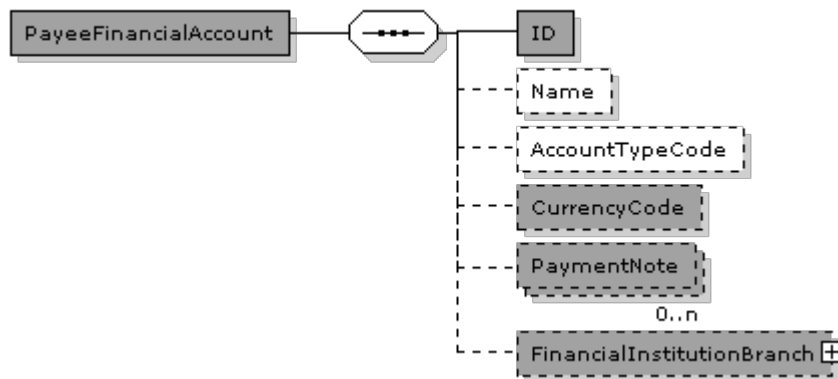 PayeeFinancialAccount
ID
Name
AccountTypeCode
CurrencyCode
PaymentNote
0..n
FinancialInstitutionBranch